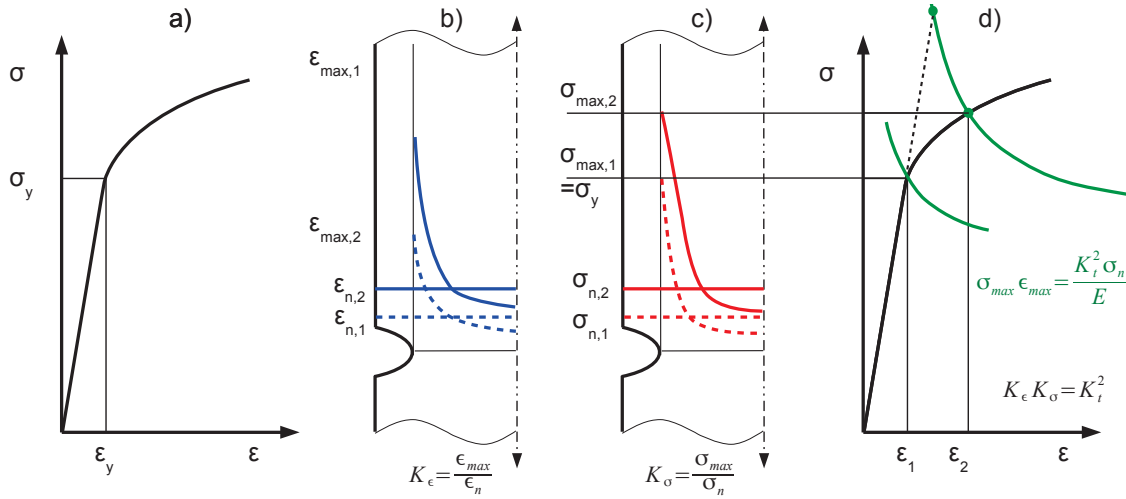 a)
σ
σ_y
ε_y
ε
b)
ε_max,1
ε_max,2
ε_n,2
ε_n,1
K_ϵ = ϵ_max / ϵ_n
c)
σ_max,2
σ_max,1
=σ_y
σ_n,2
σ_n,1
K_σ = σ_max / σ_n
d)
σ
σ_max ϵ_max = K_t^2 σ_n / E
K_ϵ K_σ = K_t^2
ε_1
ε_2
ε